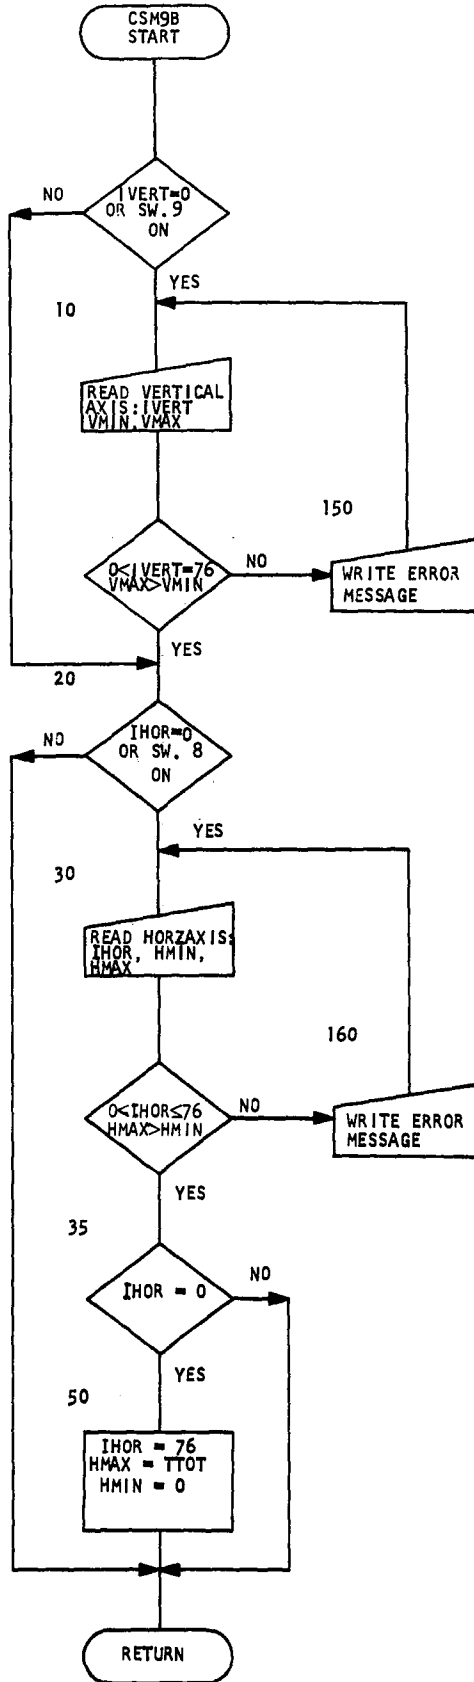 CSM9B
START
NO
IVERT=0
OR SW.9
ON
YES
10
READ VERTICAL
AXIS:IVERT
VMIN,VMAX
150
0<IVERT=76
VMAX>VMIN
NO
WRITE ERROR
MESSAGE
YES
20
NO
IHOR=0
OR SW. 8
ON
YES
30
READ HORZAXIS:
IHOR, HMIN,
HMAX
160
0<IHOR≤76
HMAX>HMIN
NO
WRITE ERROR
MESSAGE
YES
35
IHOR = 0
NO
YES
50
IHOR = 76
HMAX = TTOT
HMIN = 0
RETURN